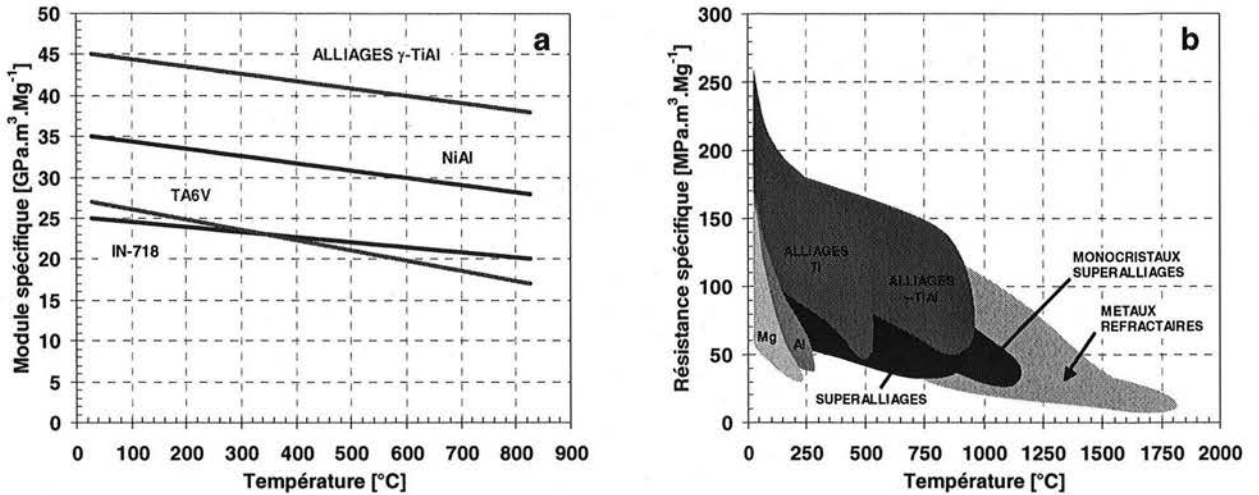 a
Module spécifique [GPa.m³.Mg⁻¹]
50
45
40
35
30
25
20
15
10
5
0
ALLIAGES γ-TiAl
NiAl
TA6V
IN-718
0 100 200 300 400 500 600 700 800 900
Température [°C]
b
Résistance spécifique [MPa.m³.Mg⁻¹]
300
250
200
150
100
50
0
ALLIAGES
Ti
ALLIAGES
γ-TiAl
MONOCRISTAUX
SUPERALLIAGES
METAUX
REFRACTAIRES
Mg
Al
SUPERALLIAGES
0 250 500 750 1000 1250 1500 1750 2000
Température [°C]